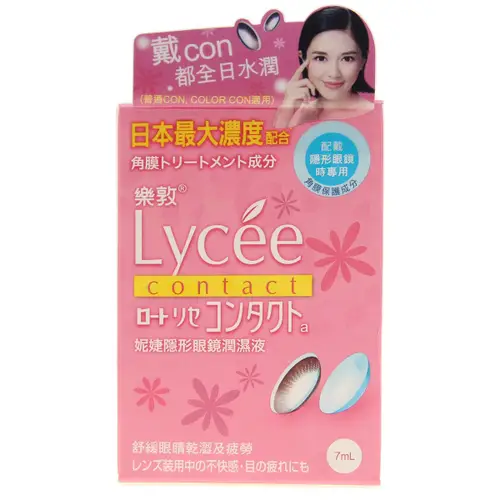 戴con
都全日水潤
(普通CON, COLOR CON適用)
日本最大濃度配合
角膜トリートメント成分
配戴
隱形眼鏡
時專用
角膜保護成分
樂敦®
Lycée
contact
ロートリセコンタクトa
妮婕隱形眼鏡潤濕液
舒緩眼睛乾澀及疲勞
レンズ装用中の不快感・目の疲れにも
7mL